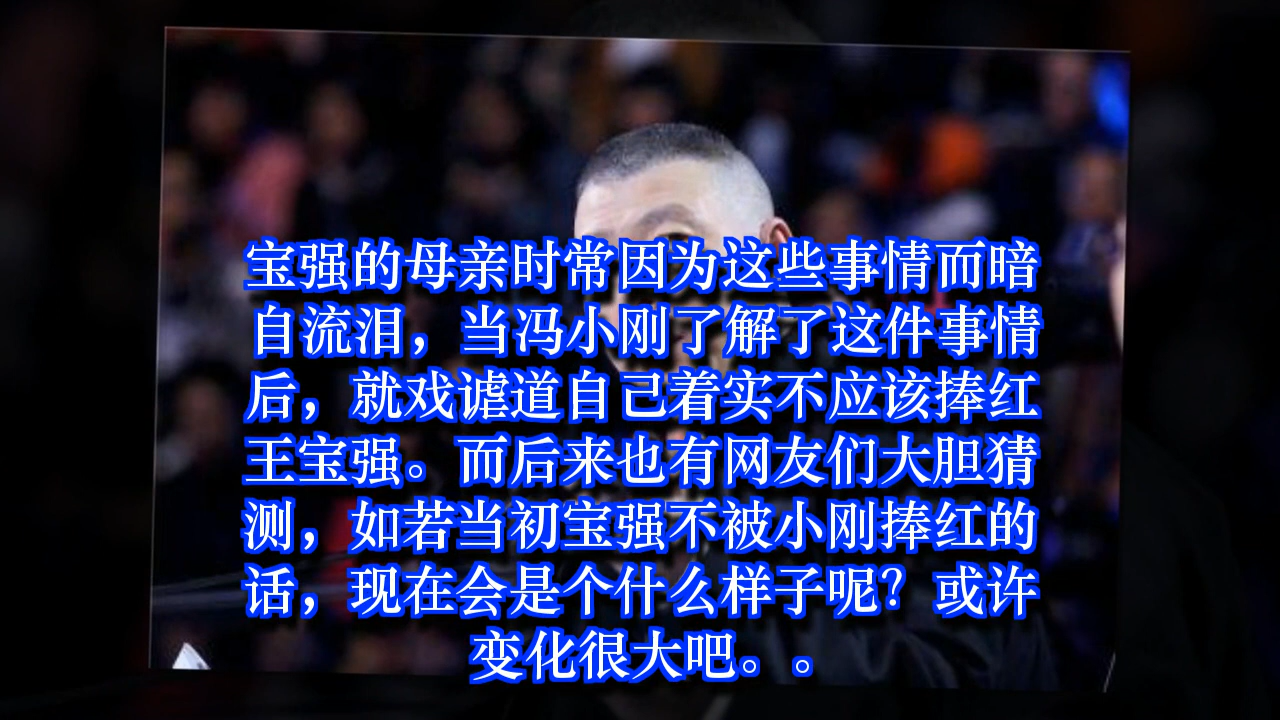 宝强的母亲时常因为这些事情而暗
自流泪，当冯小刚了解了这件事情
后，就戏谑道自己着实不应该捧红
王宝强。而后来也有网友们大胆猜
测，如若当初宝强不被小刚捧红的
话，现在会是个什么样子呢？或许
变化很大吧。。